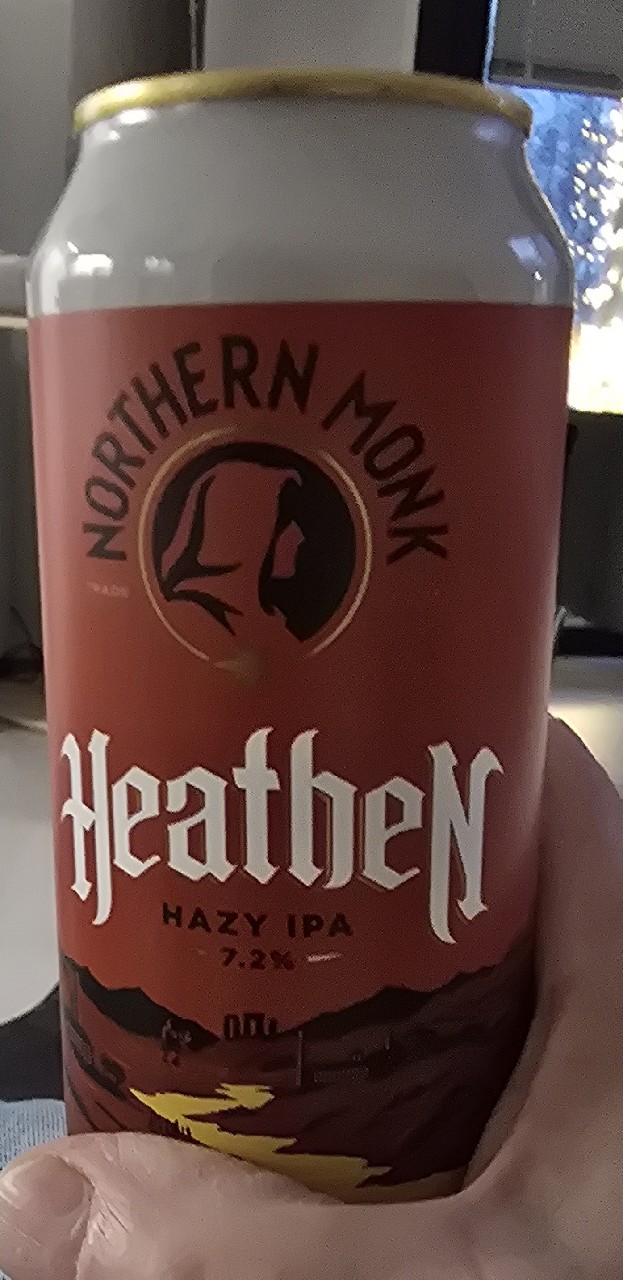 NORTHERN MONK
HeatheN
HAZY IPA
7.2%